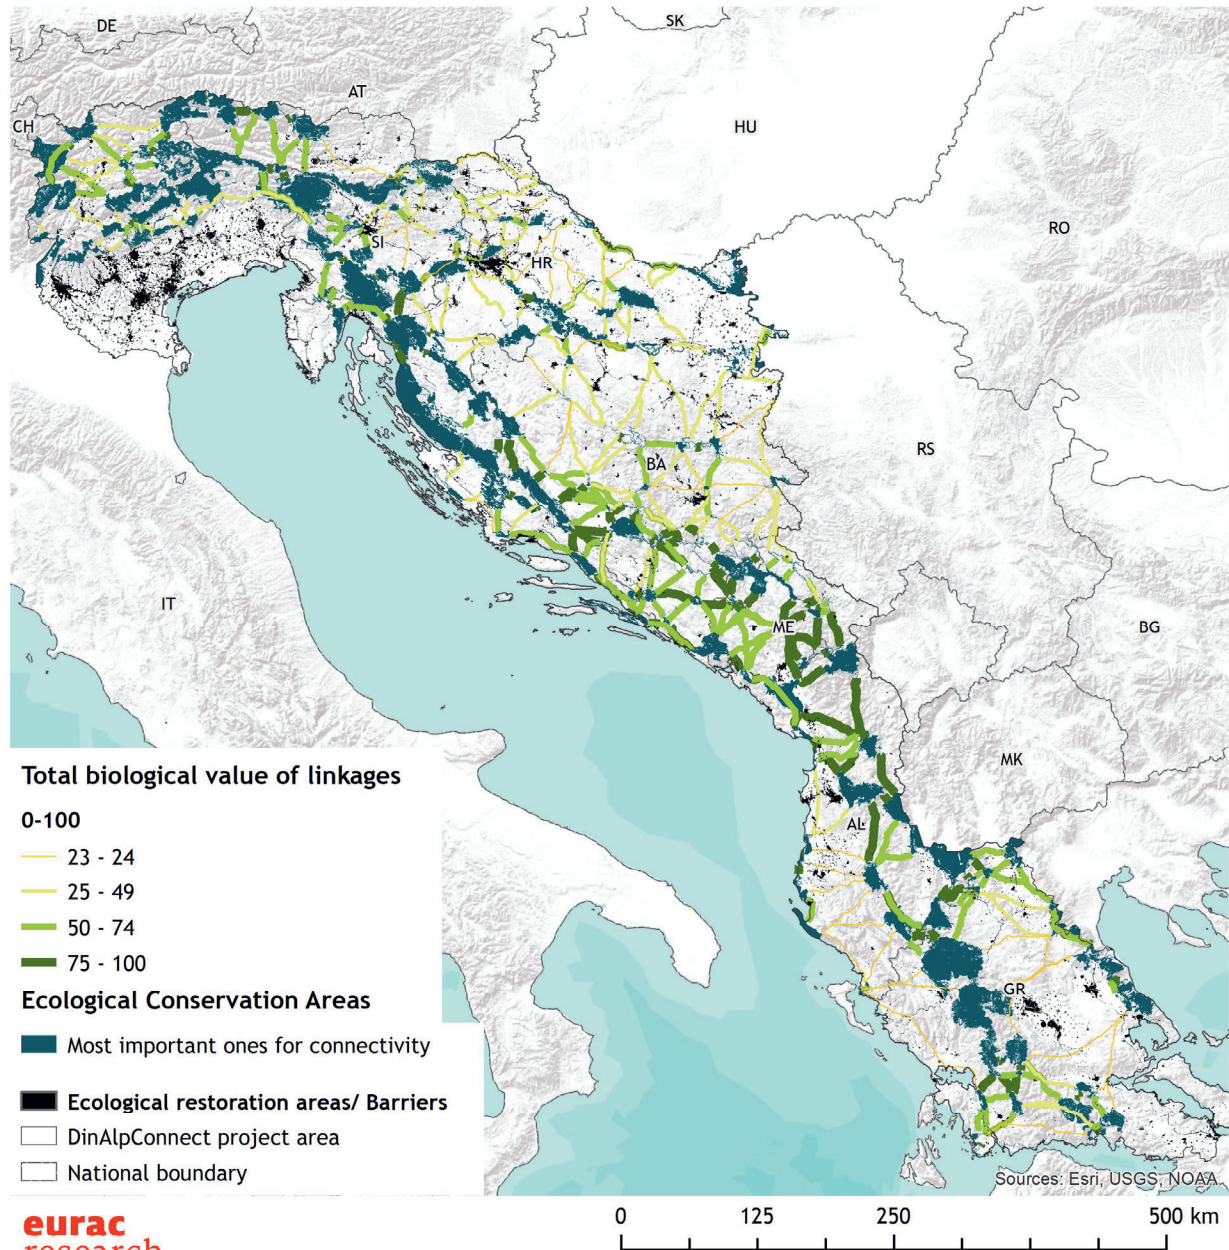 DE
SK
AT
CH
HU
RO
SI
HR
BA
RS
IT
ME
BG
MK
AL
GR
Total biological value of linkages
0-100
23 - 24
25 - 49
50 - 74
75 - 100
Ecological Conservation Areas
Most important ones for connectivity
Ecological restoration areas/ Barriers
DinAlpConnect project area
National boundary
Sources: Esri, USGS, NOAA
eurac
research
0 125 250 500 km